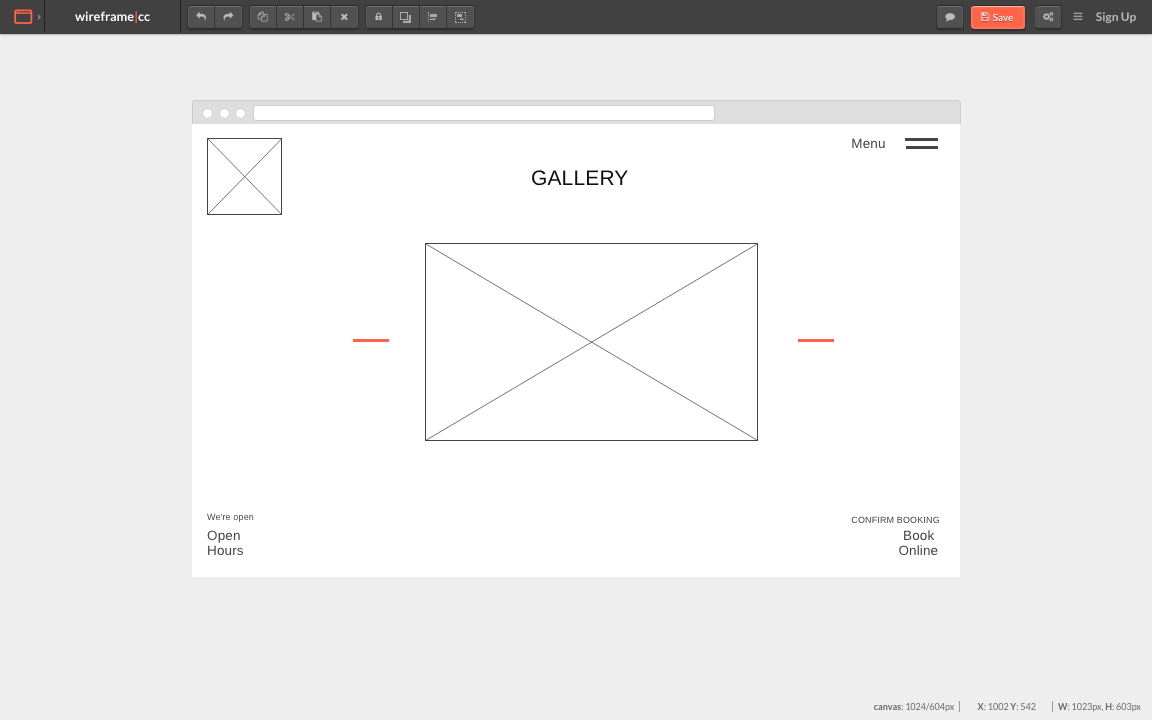 wireframe|cc
Save
Sign Up
Menu
GALLERY
We're open
Open
Hours
CONFIRM BOOKING
Book
Online
canvas: 1024/604px
X: 1002 Y: 542
W: 1023px, H: 603px